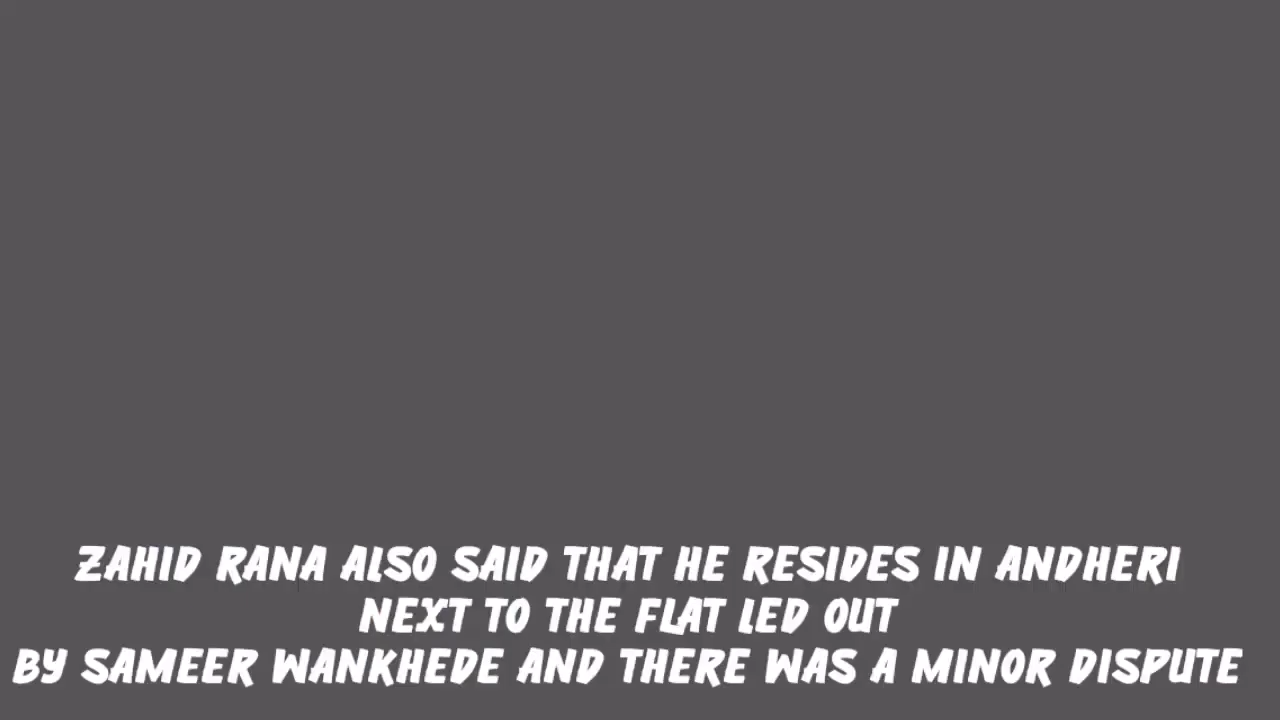 ZAHID RANA ALSO SAID THAT HE RESIDES IN ANDHERI
NEXT TO THE FLAT LED OUT
BY SAMEER WANKHEDE AND THERE WAS A MINOR DISPUTE